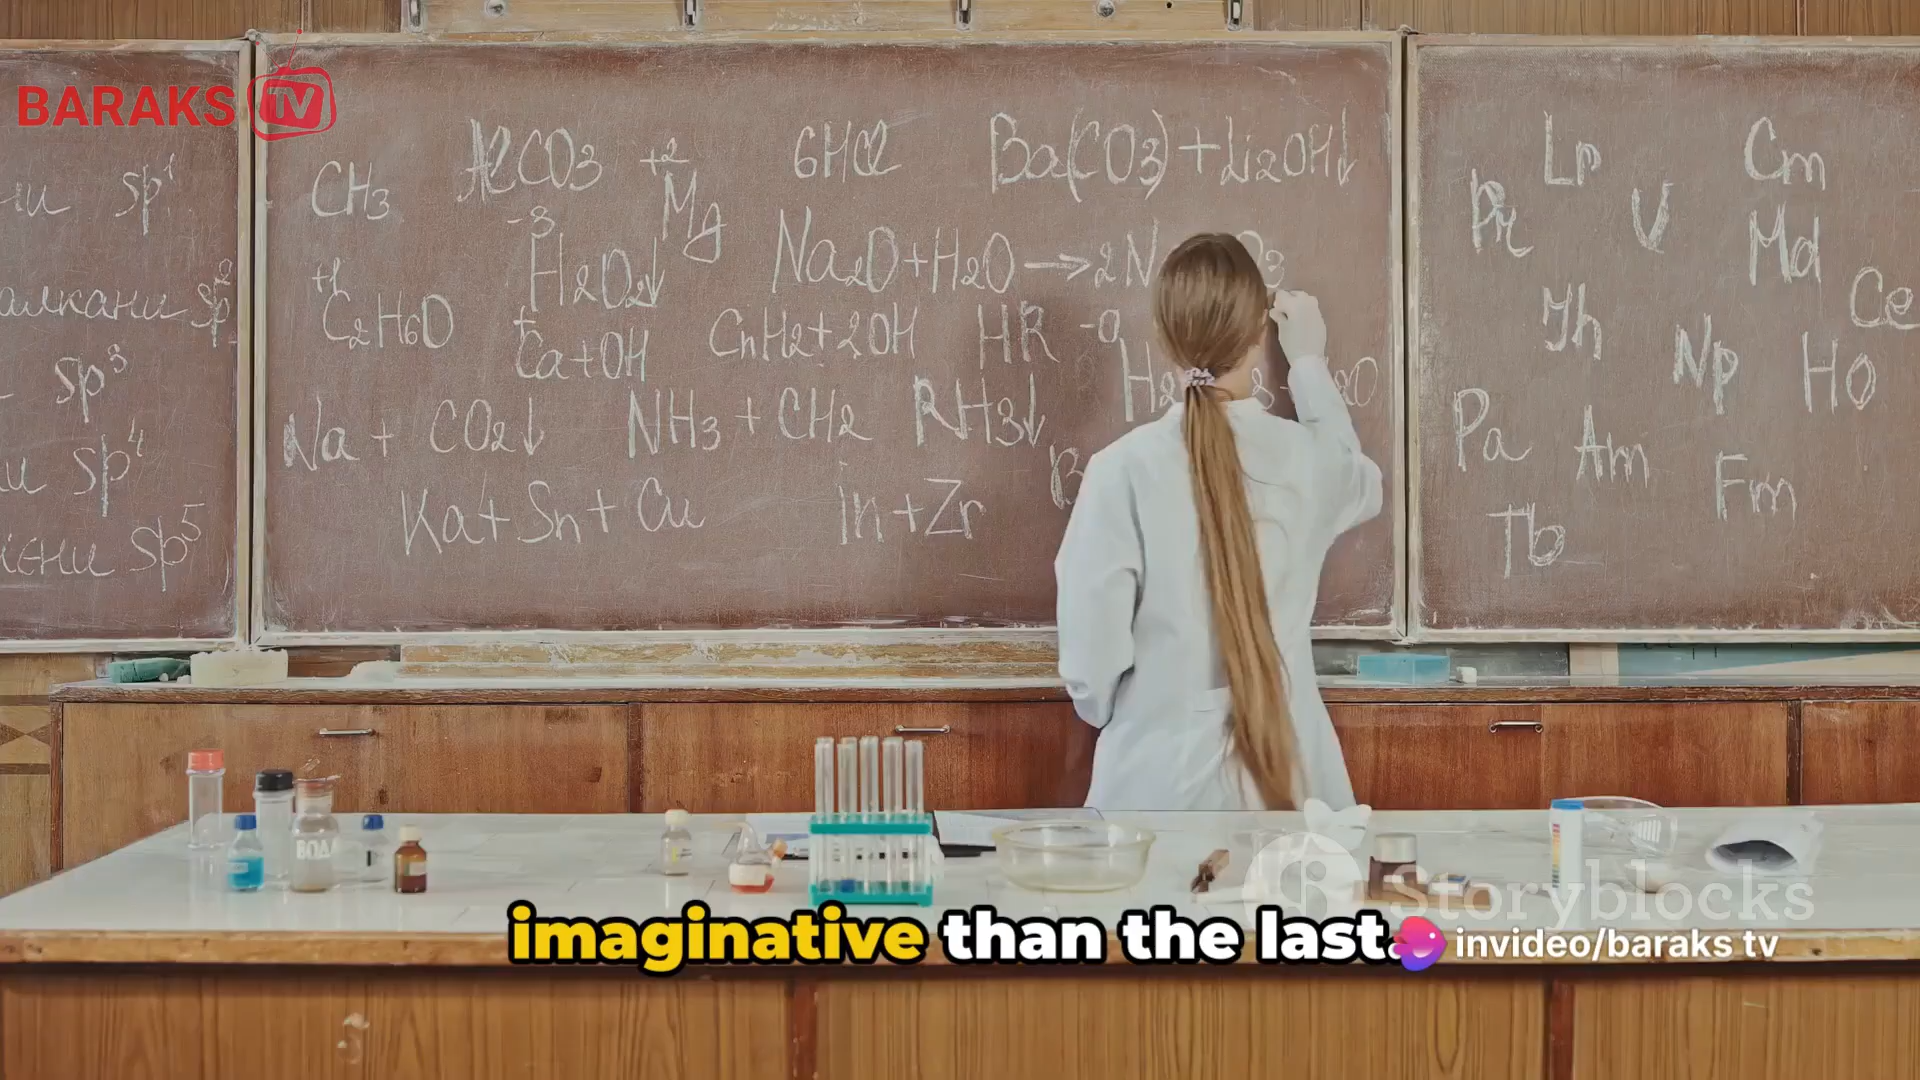 BARAKS TV
sp¹
CH₃
+2
6HCl
Ba(CO₃)+Li₂OH↓
Lr
Cm
-3
Mg
Pr
V
Md
H₂O₂↓
Na₂O+H₂O→2N
O₃
алкани sp²
+1
C₂H₆O
+
Ca+OH
CnH₂+2OH
HR
-O
Th
Np
Ho
Ce
sp³
H₂
Na + CO₂↓
NH₃ + CH₂
RH₃↓
Pa
Am
sp⁴
Ka+Sn+Cu
in+Zr
B
Fm
sp⁵
Tb
ВОДА
Storyblocks
imaginative than the last.
invideo/baraks tv